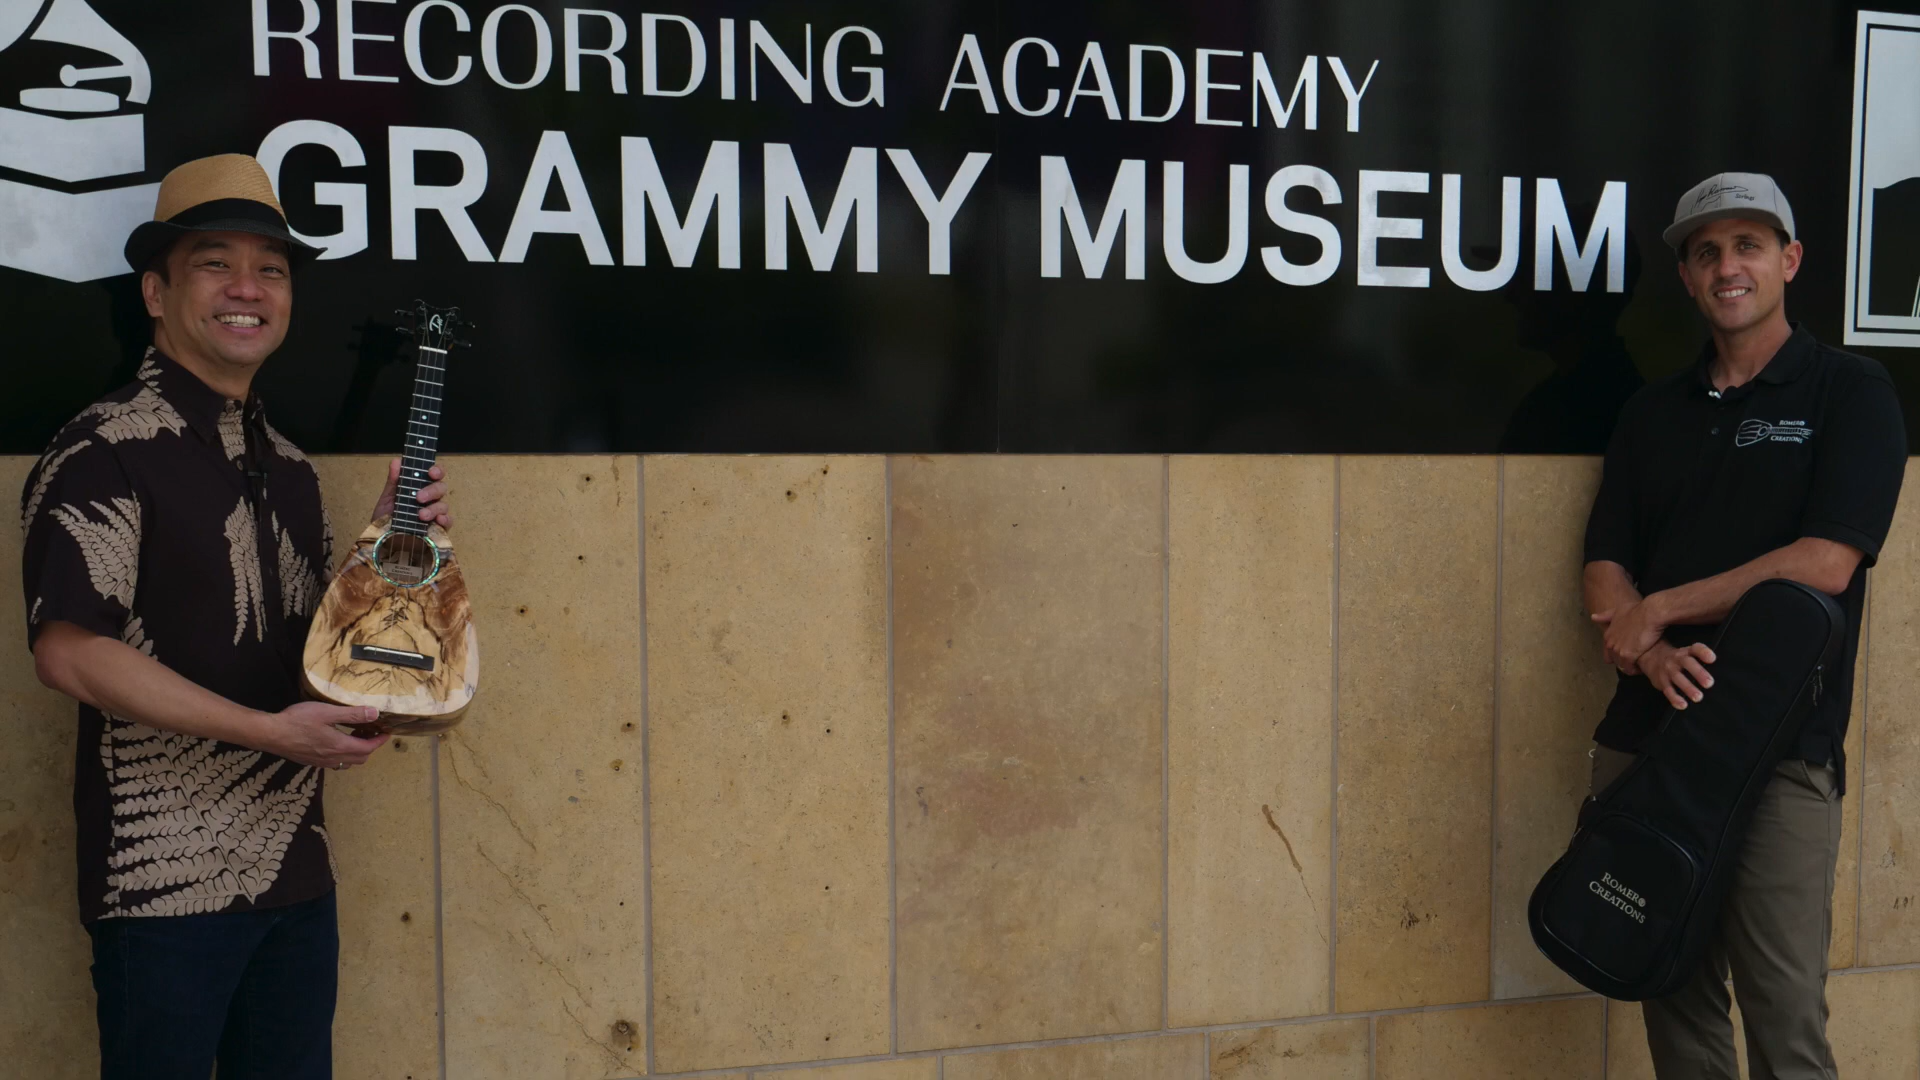 RECORDING ACADEMY
GRAMMY MUSEUM
ROMERO
CREATIONS
ROMERO
CREATIONS